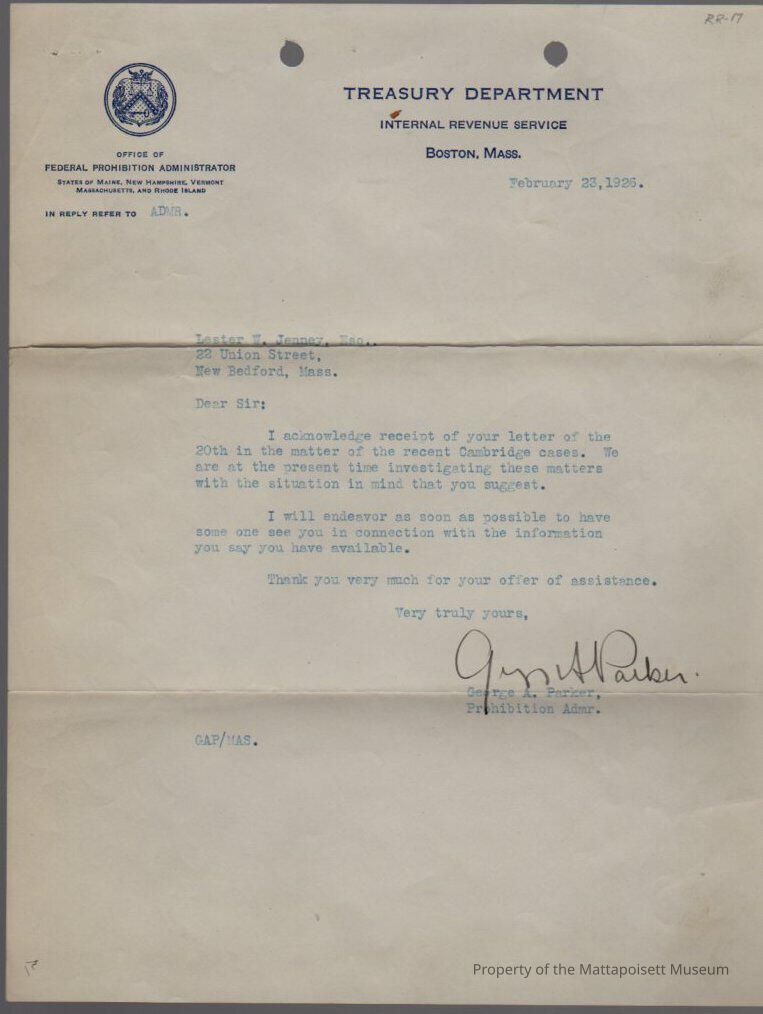 RR-17
TREASURY DEPARTMENT
INTERNAL REVENUE SERVICE
BOSTON, MASS.
OFFICE OF
FEDERAL PROHIBITION ADMINISTRATOR
STATES OF MAINE, NEW HAMPSHIRE, VERMONT
MASSACHUSETTS, AND RHODE ISLAND
February 23,1926.
IN REPLY REFER TO ADMR.
Lester W. Jenney, Esq.,
22 Union Street,
New Bedford, Mass.
Dear Sir:
I acknowledge receipt of your letter of the
20th in the matter of the recent Cambridge cases. We
are at the present time investigating these matters
with the situation in mind that you suggest.
I will endeavor as soon as possible to have
some one see you in connection with the information
you say you have available.
Thank you very much for your offer of assistance.
Very truly yours,
Geo A Parker.
George A. Parker,
Prohibition Admr.
GAP/MAS.
Property of the Mattapoisett Museum